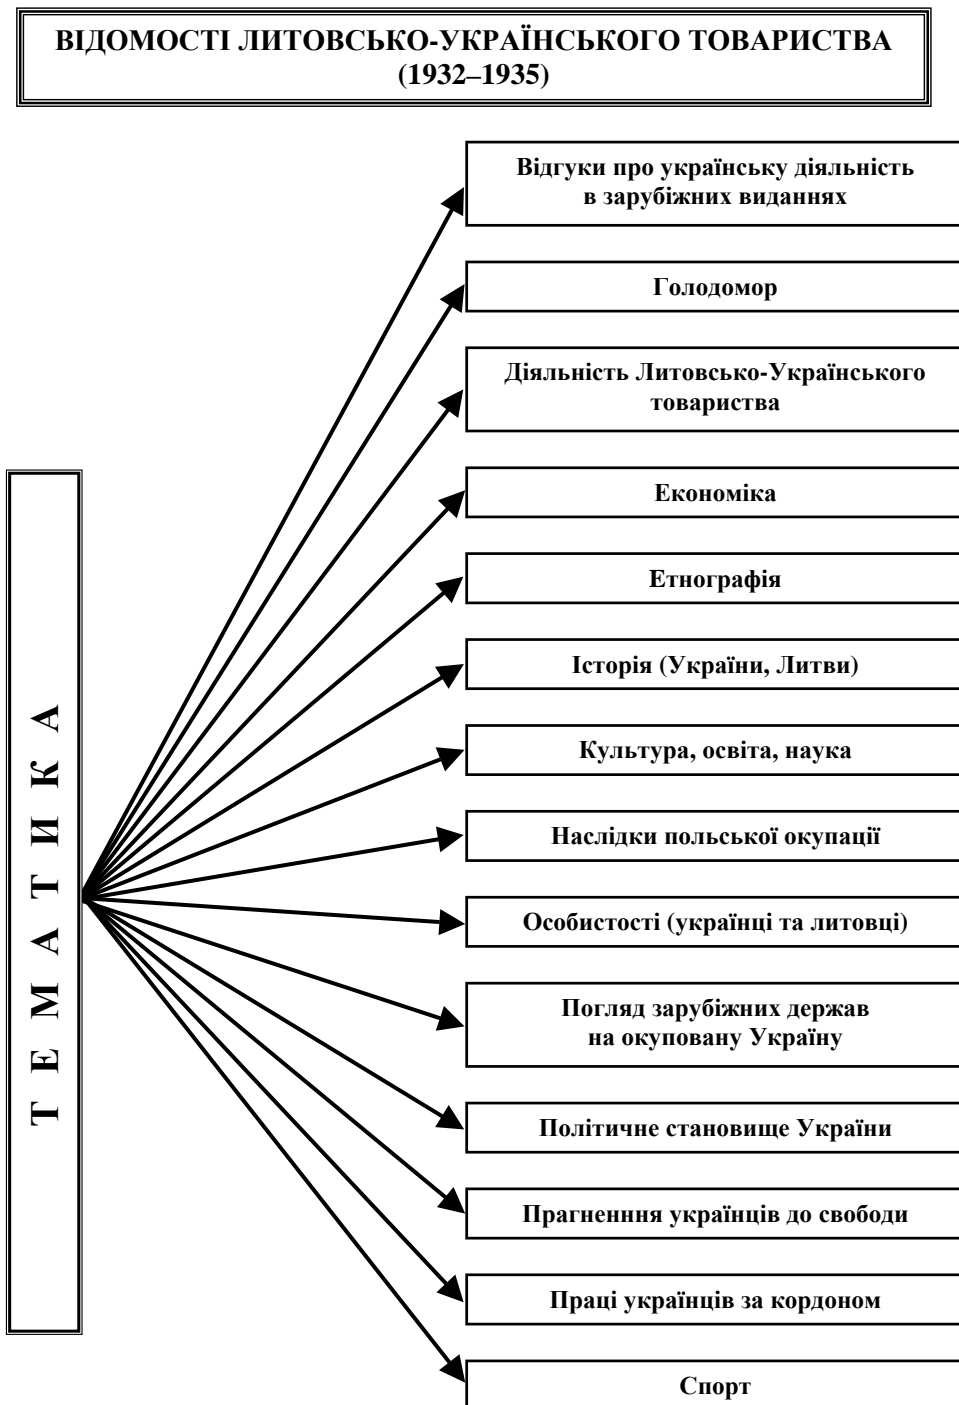 ВІДОМОСТІ ЛИТОВСЬКО-УКРАЇНСЬКОГО ТОВАРИСТВА
(1932–1935)
ТЕМАТИКА
Відгуки про українську діяльність
в зарубіжних виданнях
Голодомор
Діяльність Литовсько-Українського
товариства
Економіка
Етнографія
Історія (України, Литви)
Культура, освіта, наука
Наслідки польської окупації
Особистості (українці та литовці)
Погляд зарубіжних держав
на окуповану Україну
Політичне становище України
Прагненння українців до свободи
Праці українців за кордоном
Спорт